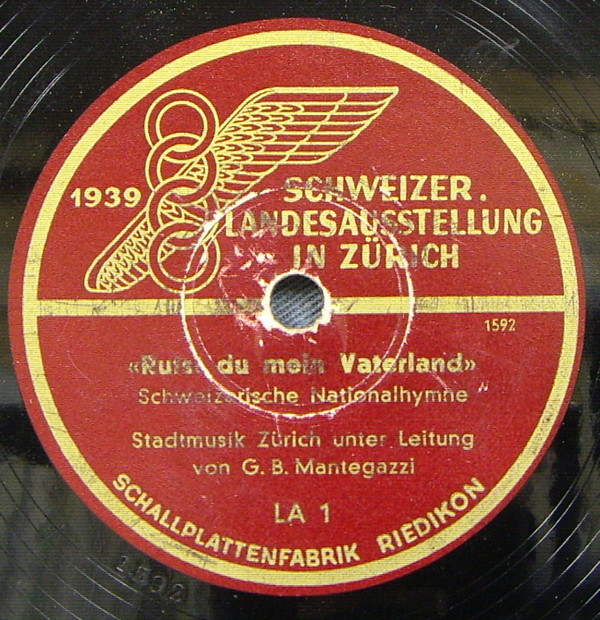 1939
SCHWEIZER.
LANDESAUSSTELLUNG
IN ZÜRICH
1592
«Rufst du mein Vaterland»
Schweizerische Nationalhymne
Stadtmusik Zürich unter Leitung
von G. B. Mantegazzi
LA 1
SCHALLPLATTENFABRIK RIEDIKON